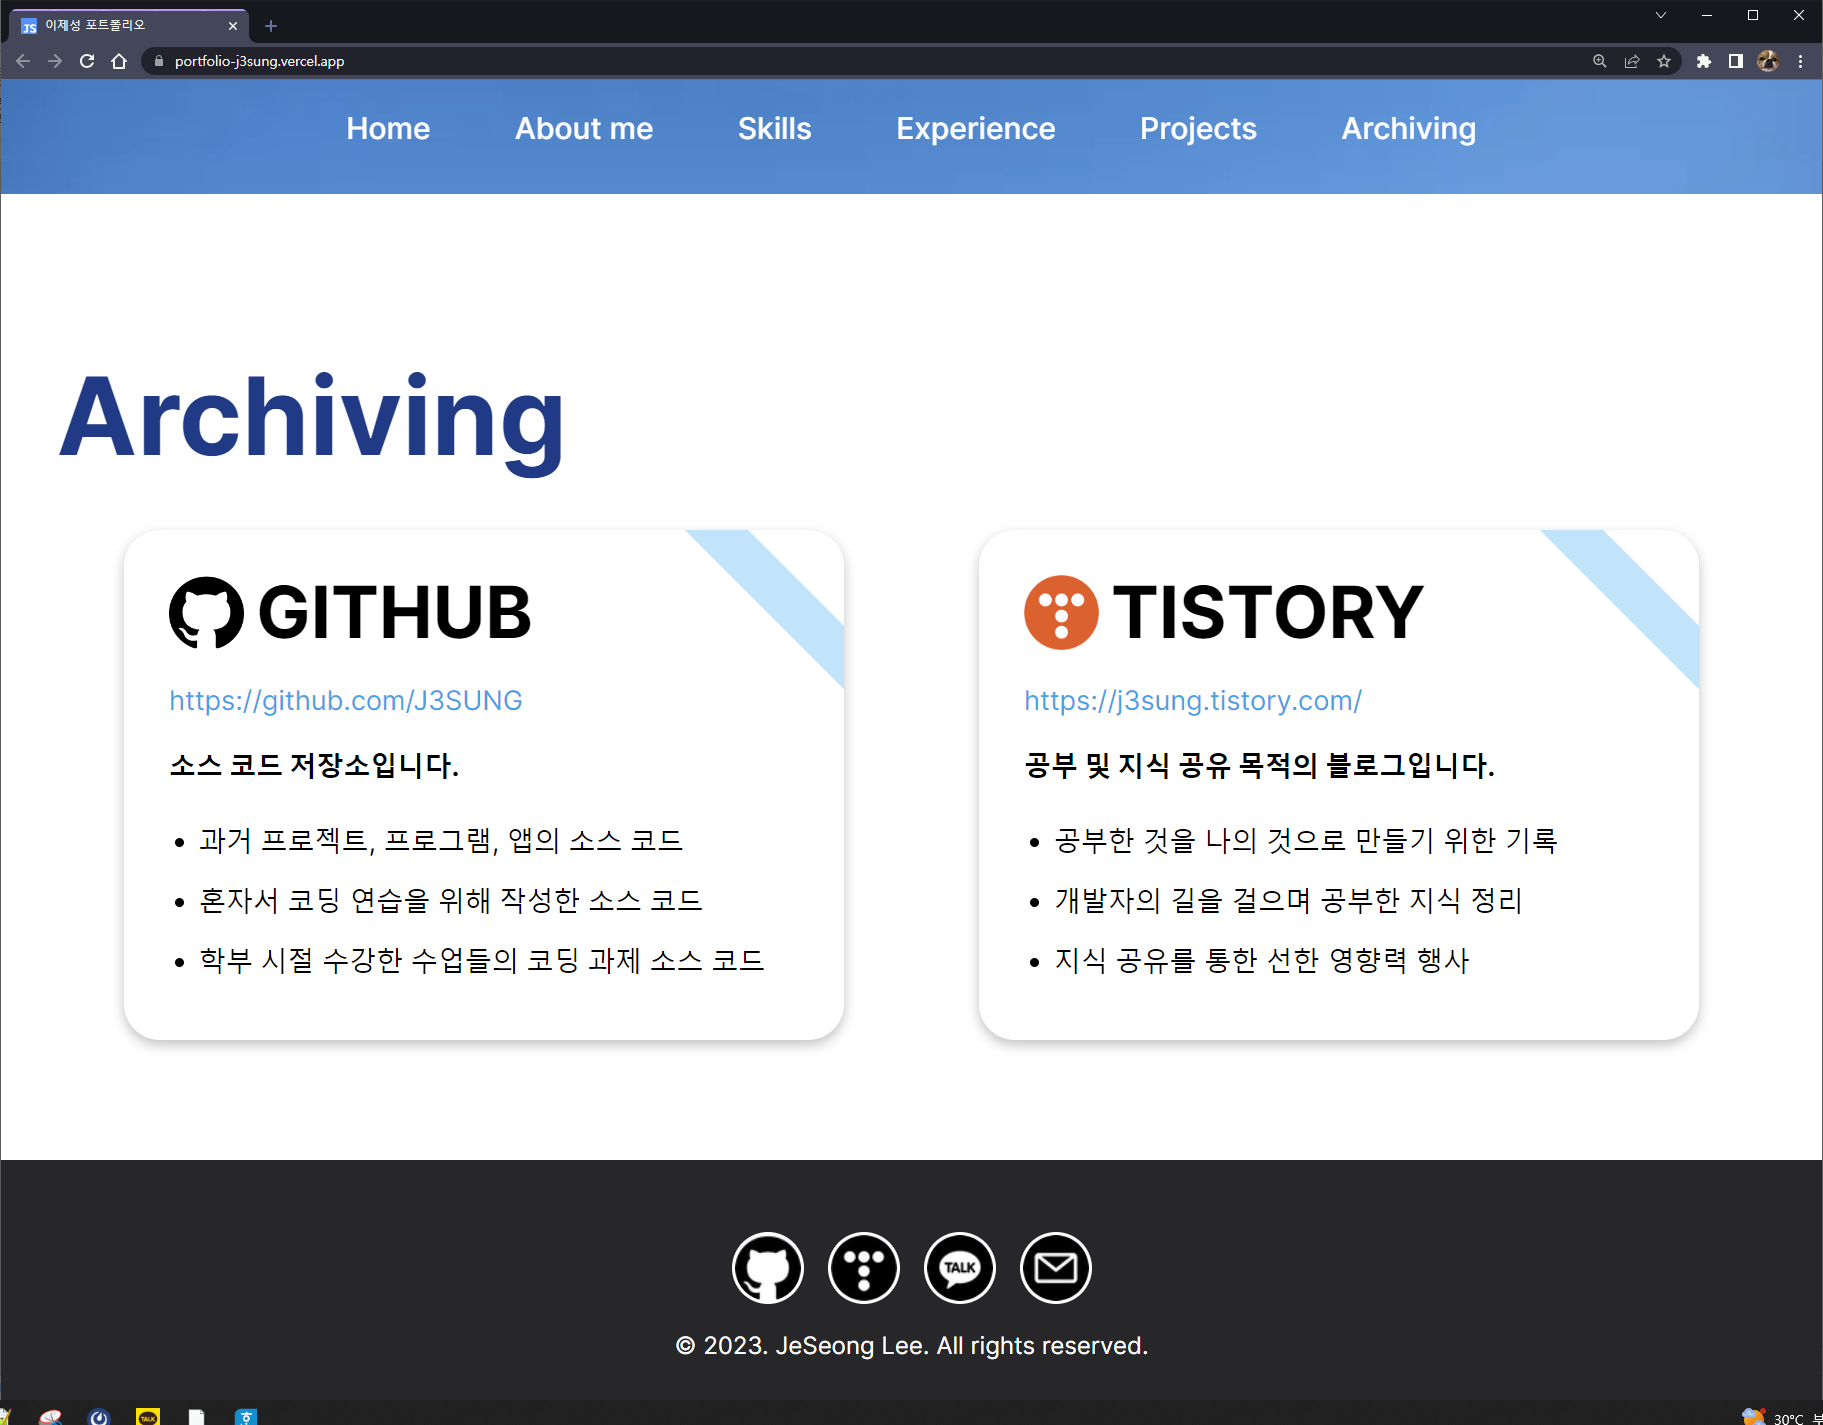 JS 이제성 포트폴리오
portfolio-j3sung.vercel.app
Home About me Skills Experience Projects Archiving
Archiving
GITHUB
https://github.com/J3SUNG
소스 코드 저장소입니다.
• 과거 프로젝트, 프로그램, 앱의 소스 코드
• 혼자서 코딩 연습을 위해 작성한 소스 코드
• 학부 시절 수강한 수업들의 코딩 과제 소스 코드
TISTORY
https://j3sung.tistory.com/
공부 및 지식 공유 목적의 블로그입니다.
• 공부한 것을 나의 것으로 만들기 위한 기록
• 개발자의 길을 걸으며 공부한 지식 정리
• 지식 공유를 통한 선한 영향력 행사
TALK
© 2023. JeSeong Lee. All rights reserved.
TALK 30°C